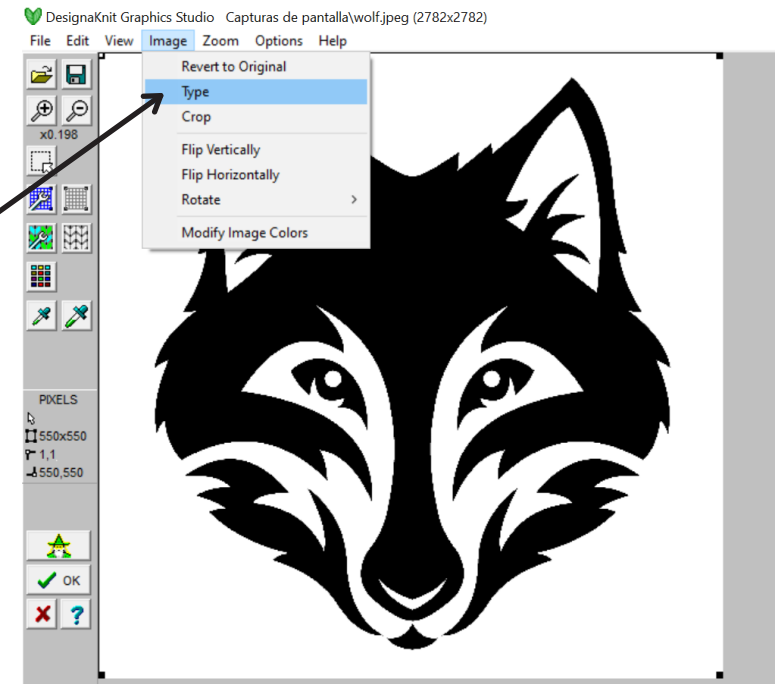 DesignaKnit Graphics Studio Capturas de pantalla\wolf.jpeg (2782x2782)
File Edit View Image Zoom Options Help
Revert to Original
Type
Crop
Flip Vertically
Flip Horizontally
Rotate
Modify Image Colors
x0.198
PIXELS
550x550
1,1
550,550
OK
?